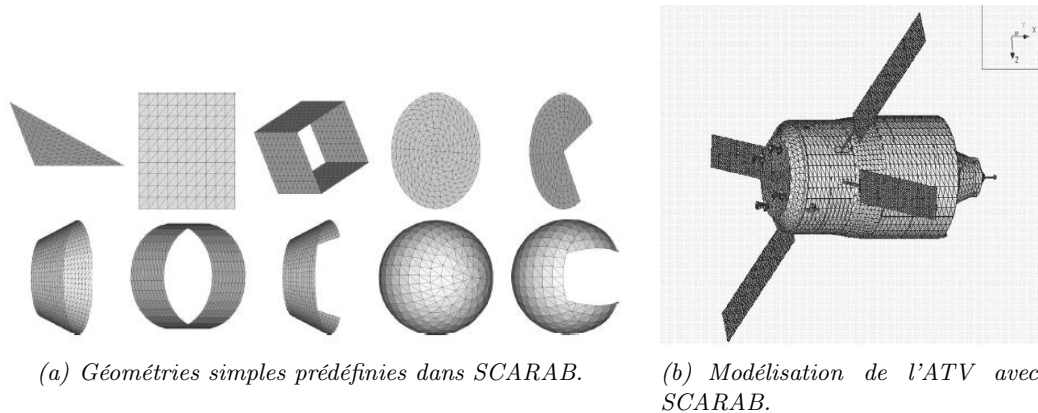 Y
X
Z
(a) Géométries simples prédéfinies dans SCARAB.
(b) Modélisation de l'ATV avec
SCARAB.